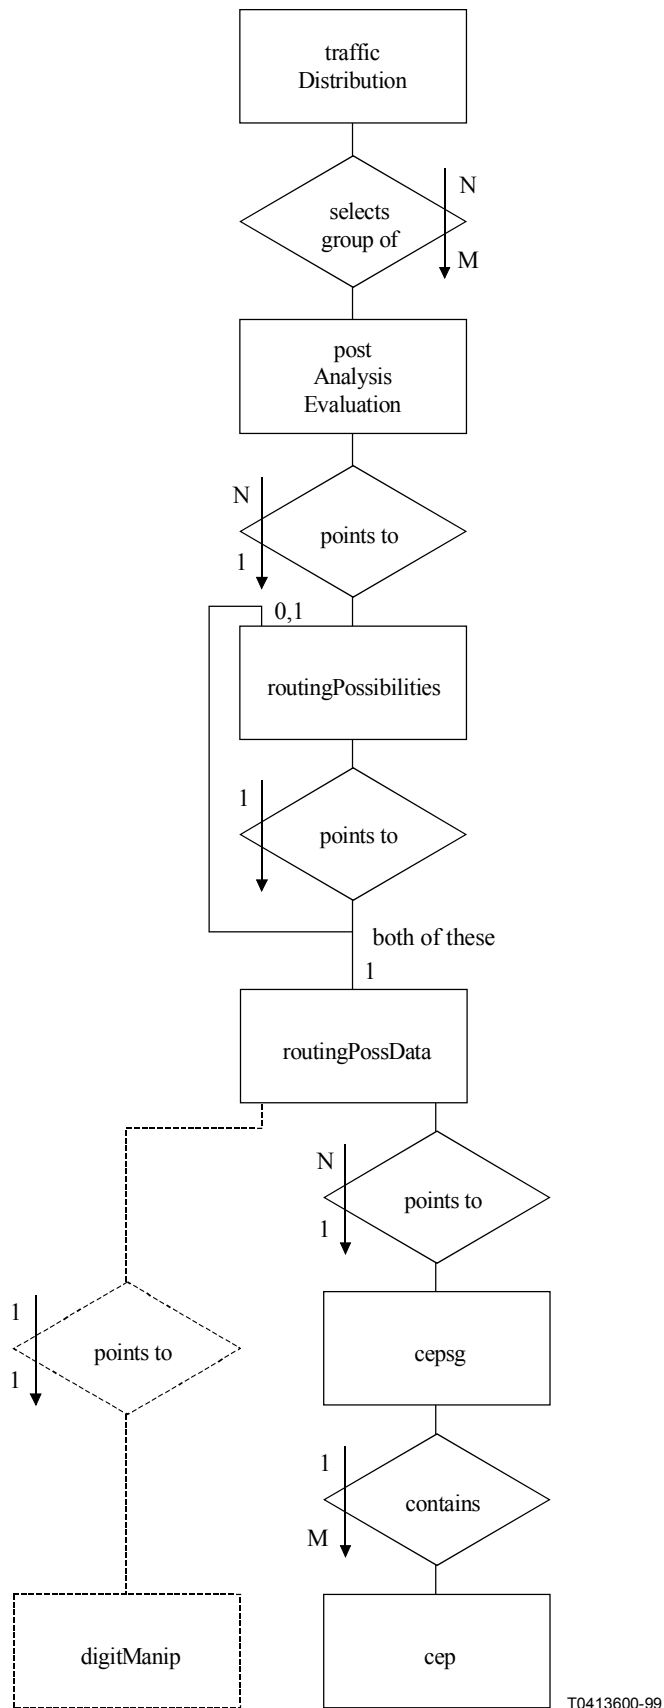 traffic
Distribution
N
selects
group of
M
post
Analysis
Evaluation
N
points to
1
0,1
routingPossibilities
1
points to
both of these
1
routingPossData
N
points to
1
1
points to
1
cepsg
1
contains
M
digitManip
cep
T0413600-99